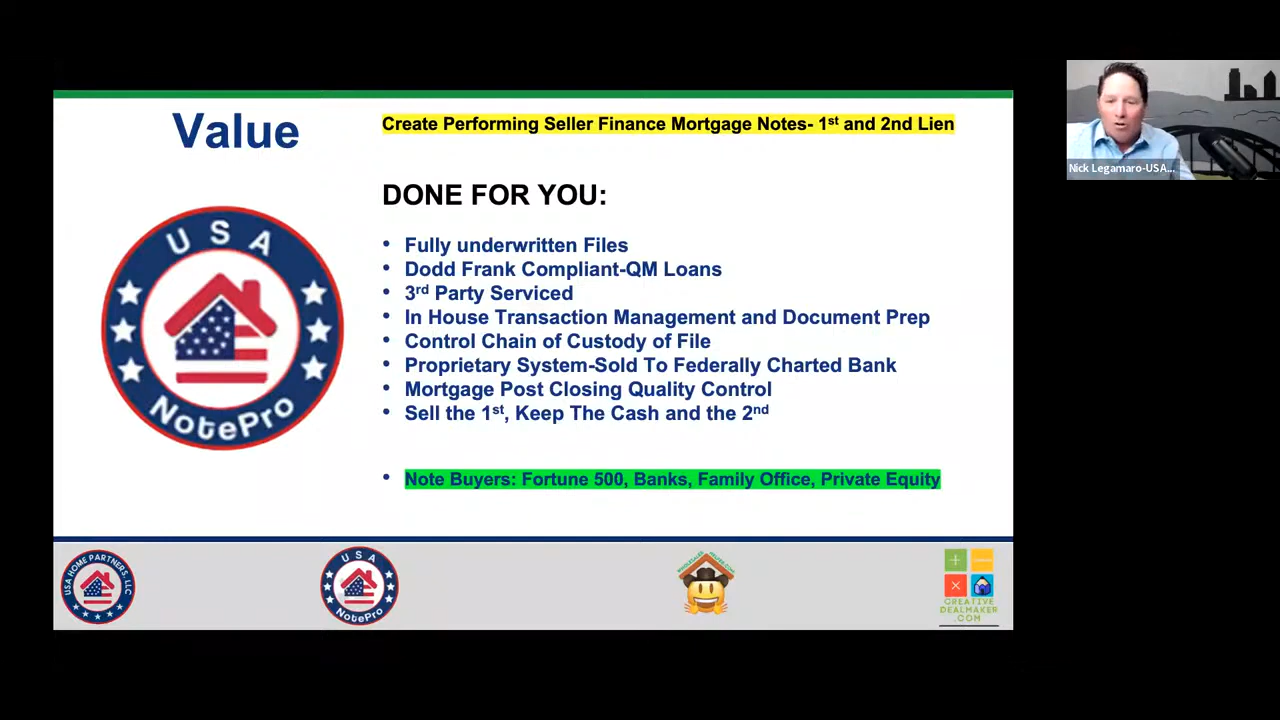 Value
Create Performing Seller Finance Mortgage Notes- 1st and 2nd Lien
DONE FOR YOU:
• Fully underwritten Files
• Dodd Frank Compliant-QM Loans
• 3rd Party Serviced
• In House Transaction Management and Document Prep
• Control Chain of Custody of File
• Proprietary System-Sold To Federally Charted Bank
• Mortgage Post Closing Quality Control
• Sell the 1st, Keep The Cash and the 2nd
• Note Buyers: Fortune 500, Banks, Family Office, Private Equity
USA
NotePro
Nick Legamaro-USA...
USA HOME PARTNERS, LLC
USA
NotePro
CREATIVE
DEALMAKER
.COM